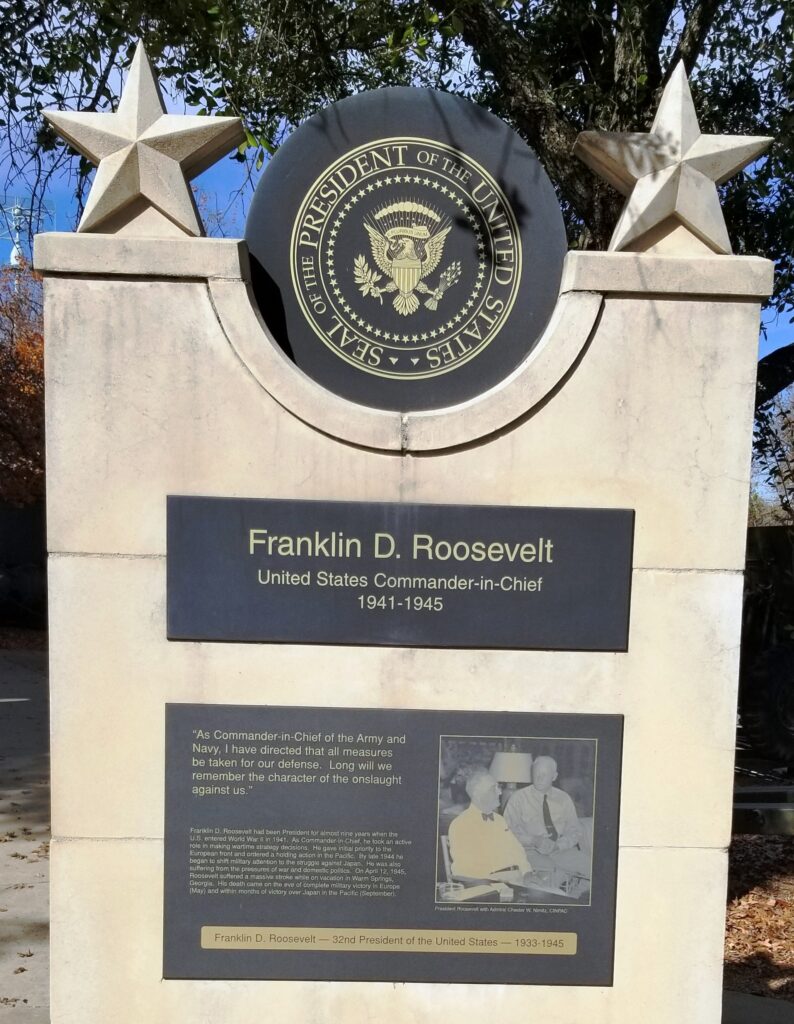 SEAL OF THE PRESIDENT OF THE UNITED STATES
E PLURIBUS UNUM
Franklin D. Roosevelt
United States Commander-in-Chief
1941-1945
"As Commander-in-Chief of the Army and
Navy, I have directed that all measures
be taken for our defense. Long will we
remember the character of the onslaught
against us."
Franklin D. Roosevelt had been President for almost nine years when the
U.S. entered World War II in 1941. As Commander-in-Chief, he took an active
role in making wartime strategy decisions. He gave initial priority to the
European front and ordered a holding action in the Pacific. By late 1944 he
began to shift military attention to the struggle against Japan. He was also
suffering from the pressures of war and domestic politics. On April 12, 1945,
Roosevelt suffered a massive stroke while on vacation in Warm Springs,
Georgia. His death came on the eve of complete military victory in Europe
(May) and within months of victory over Japan in the Pacific (September).
President Roosevelt with Admiral Chester W. Nimitz, CINPAC
Franklin D. Roosevelt — 32nd President of the United States — 1933-1945